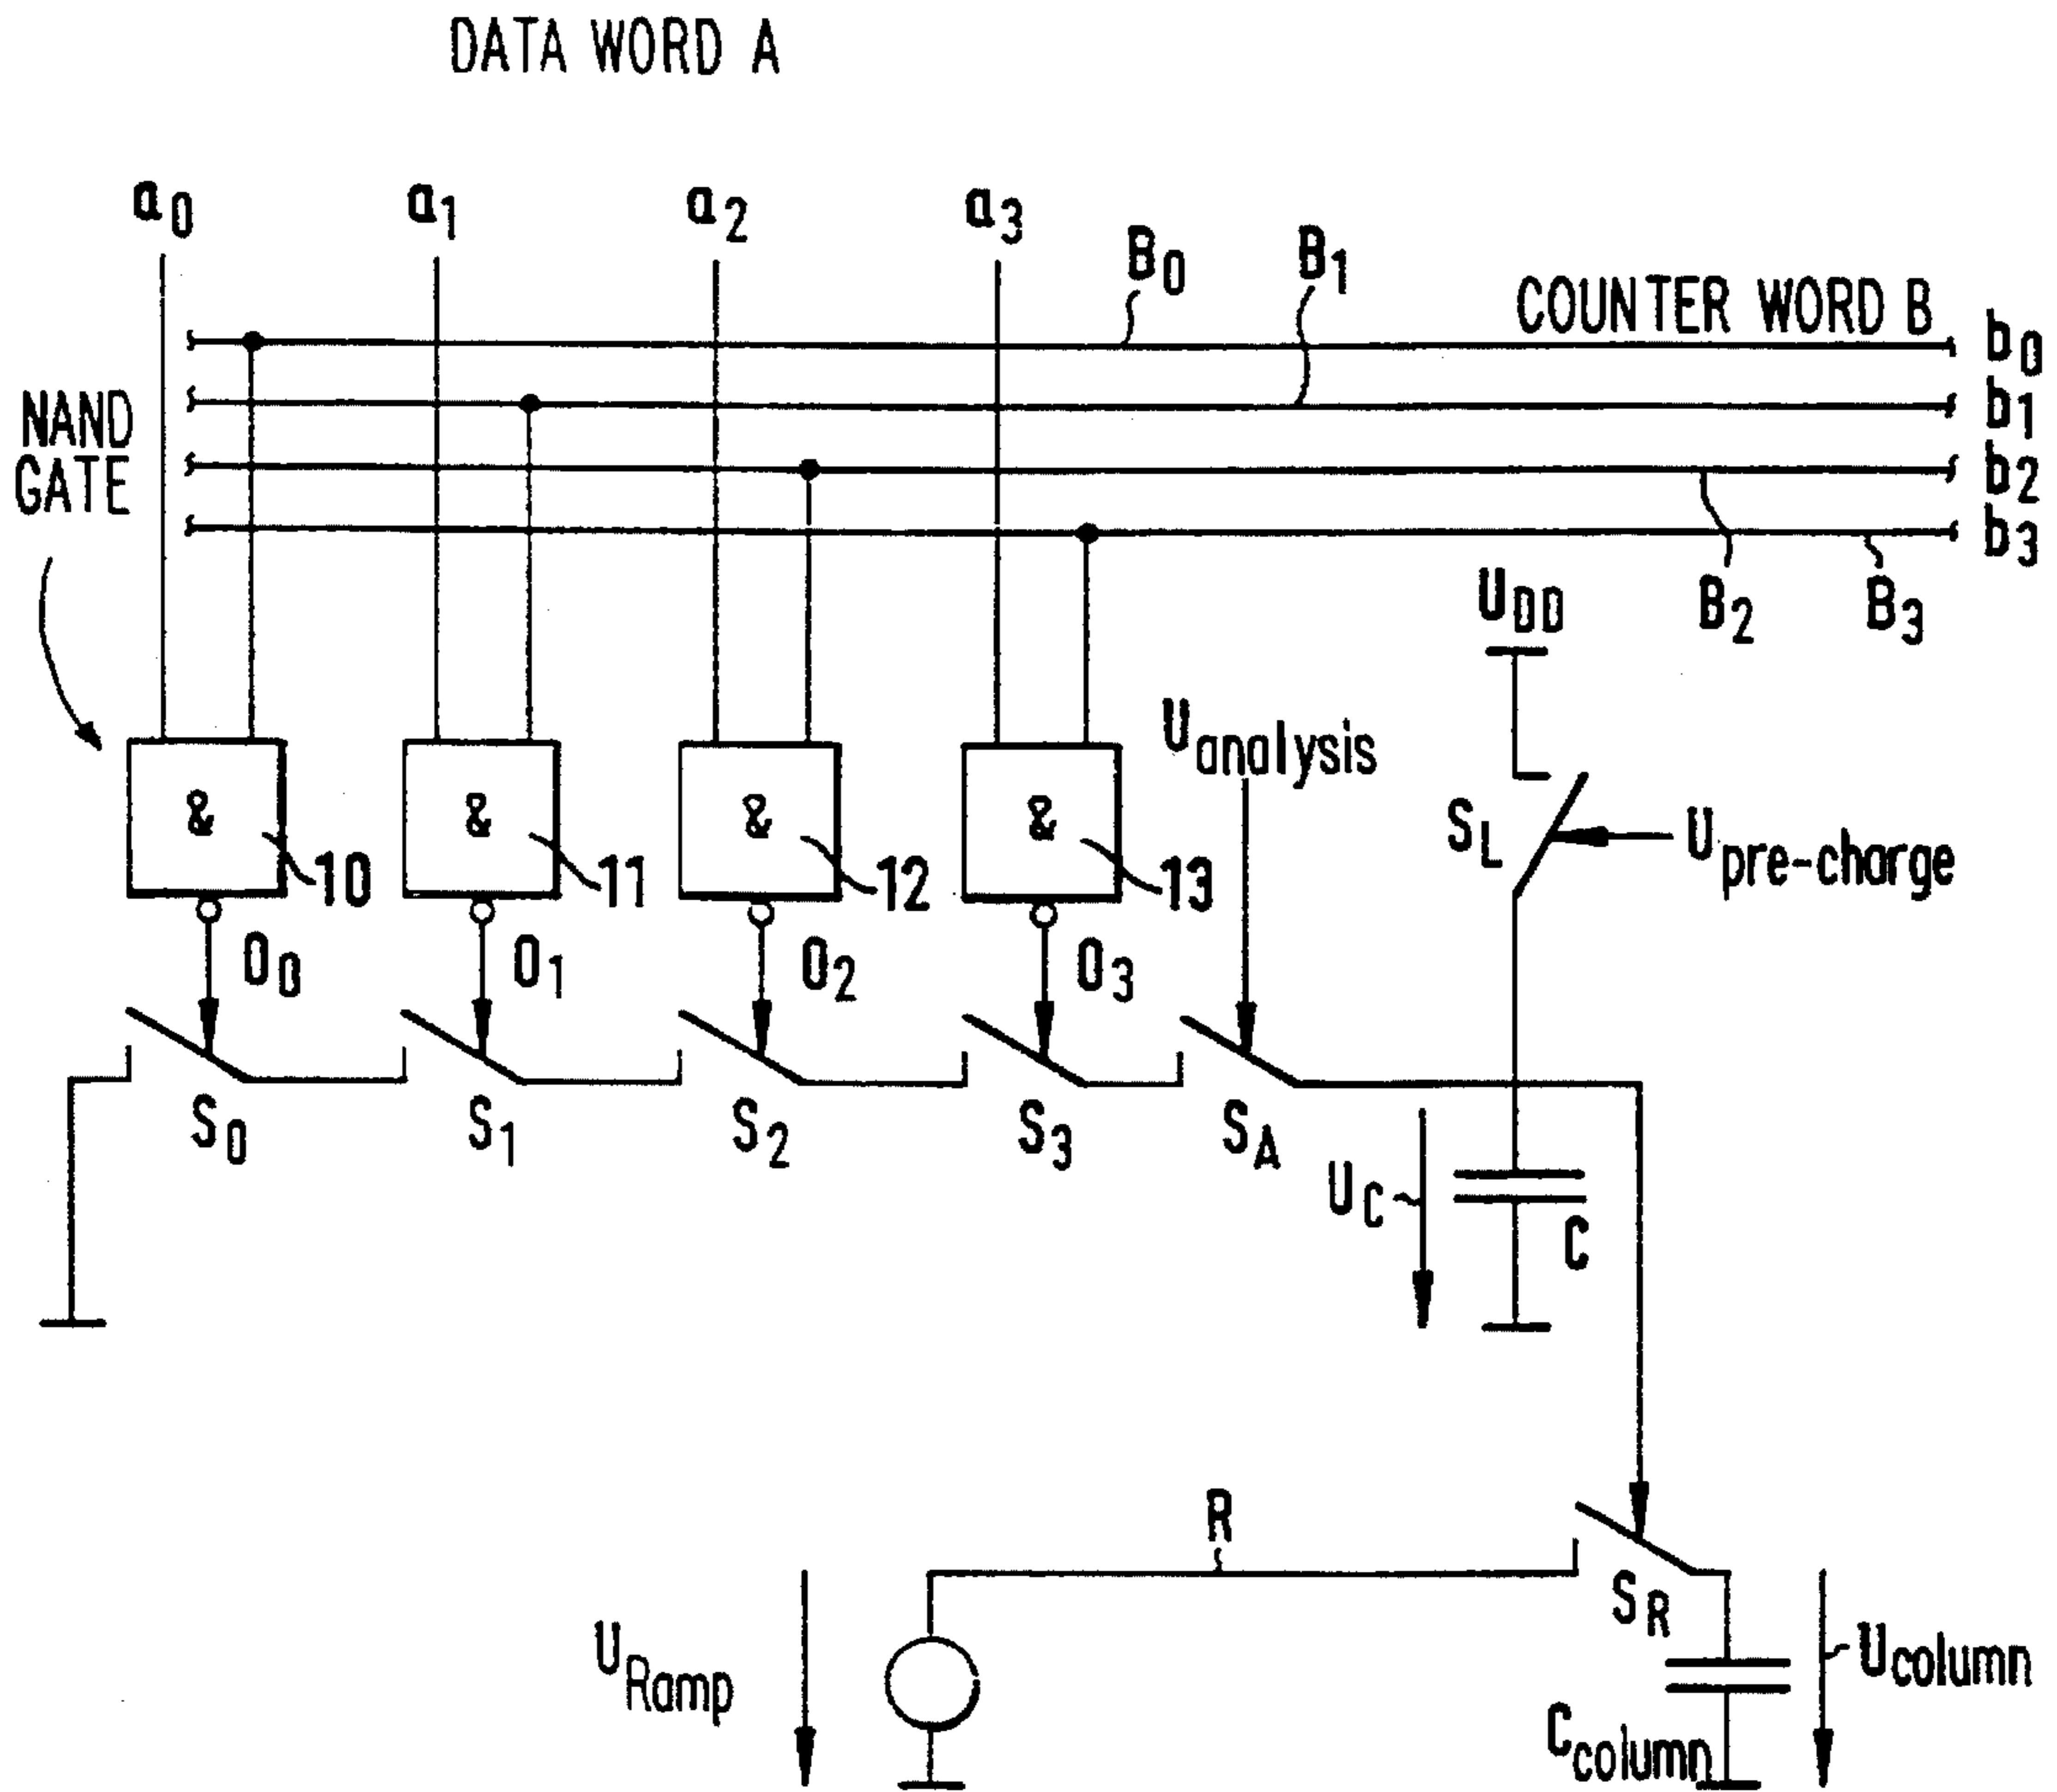 DATA WORD A
a0 a1 a2 a3
B0 B1
COUNTER WORD B
b0
b1
b2
b3
NAND
GATE
B2 B3
UDD
Uanalysis
& 10 & 11 & 12 & 13
SL
Upre-charge
O0 O1 O2 O3
S0 S1 S2 S3 SA
UC
C
R
SR
URamp
Ucolumn
Ccolumn